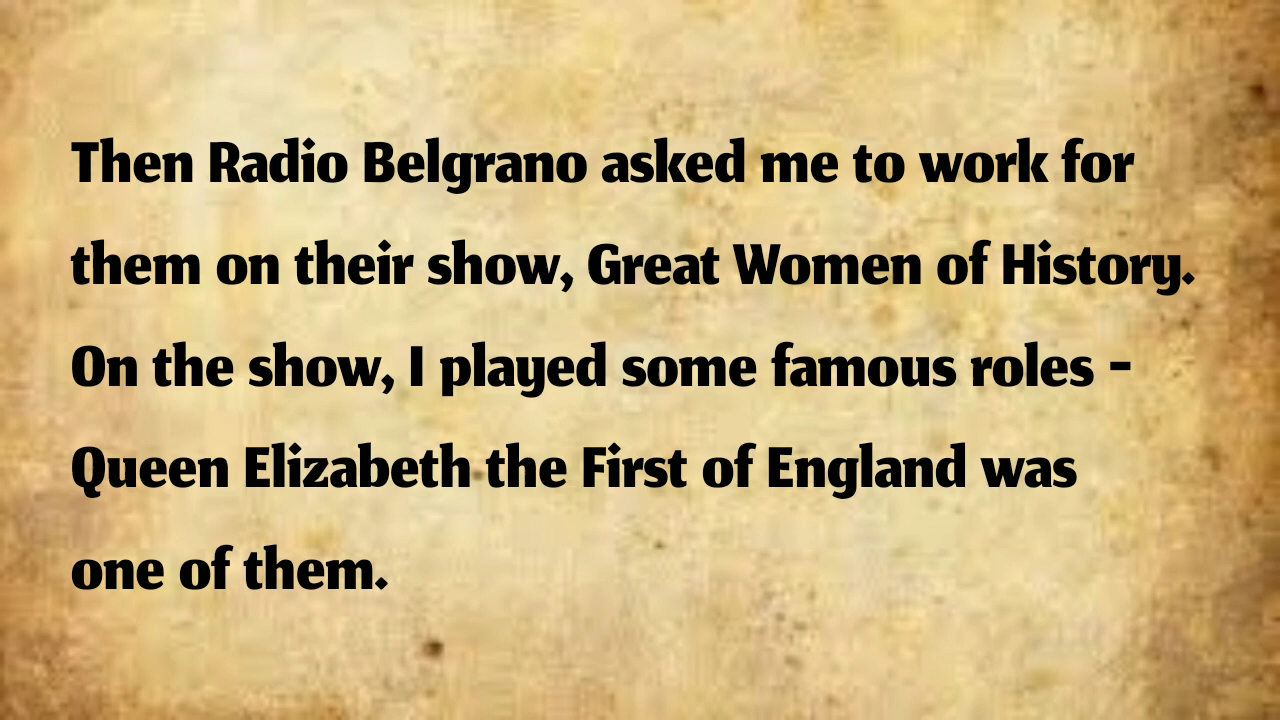 Then Radio Belgrano asked me to work for
them on their show, Great Women of History.
On the show, I played some famous roles -
Queen Elizabeth the First of England was
one of them.